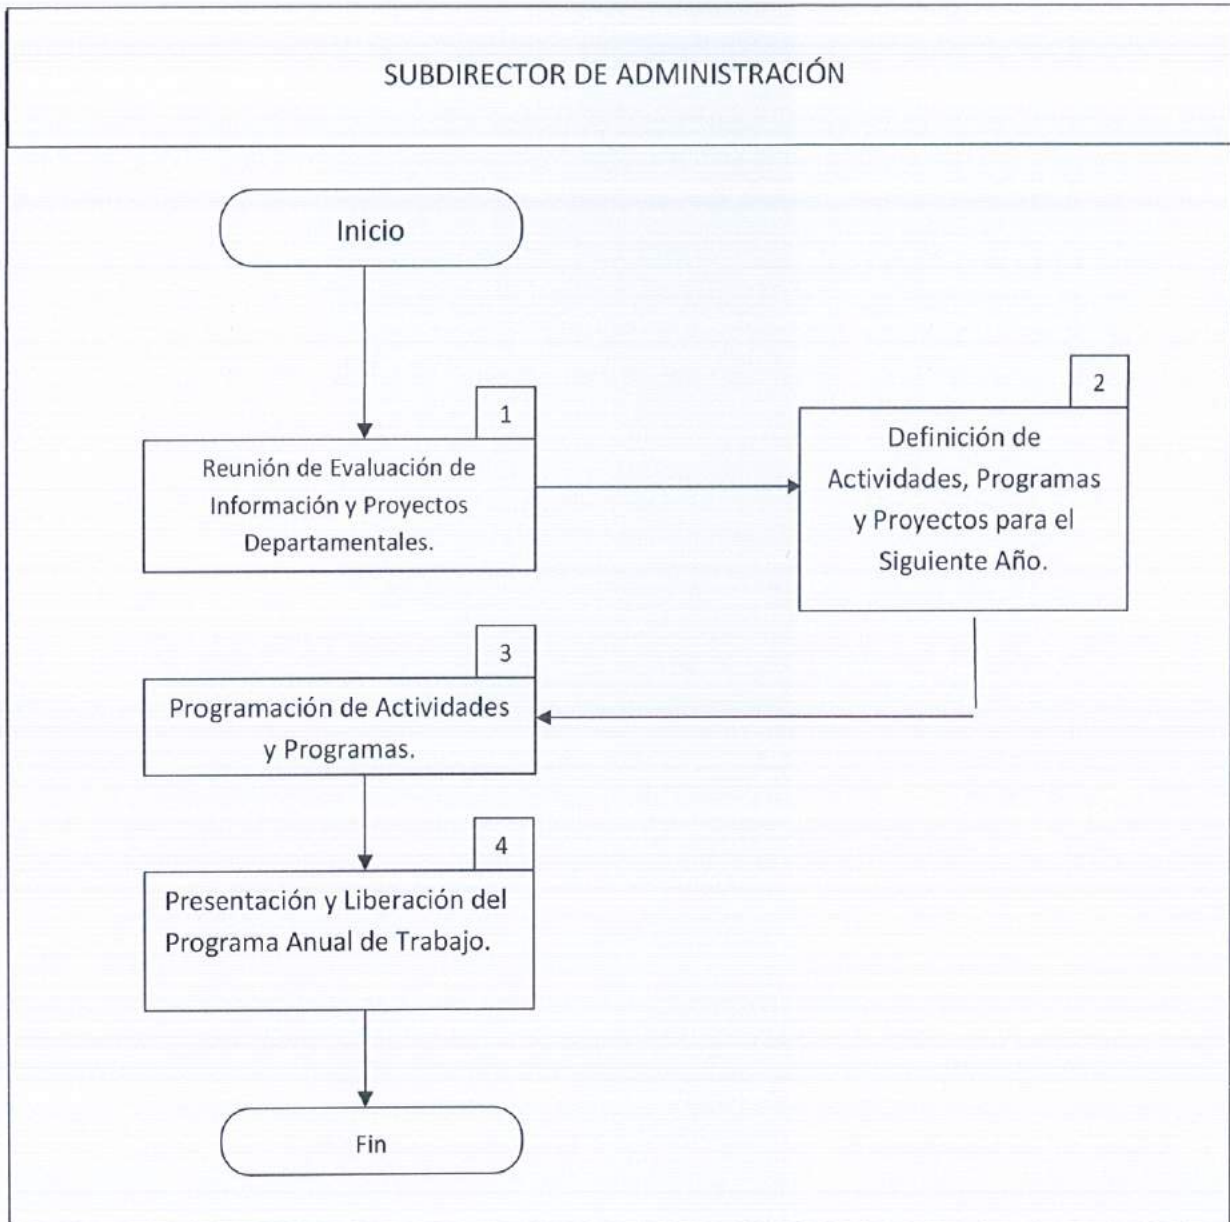 SUBDIRECTOR DE ADMINISTRACIÓN
Inicio
1
Reunión de Evaluación de
Información y Proyectos
Departamentales.
2
Definición de
Actividades, Programas
y Proyectos para el
Siguiente Año.
3
Programación de Actividades
y Programas.
4
Presentación y Liberación del
Programa Anual de Trabajo.
Fin